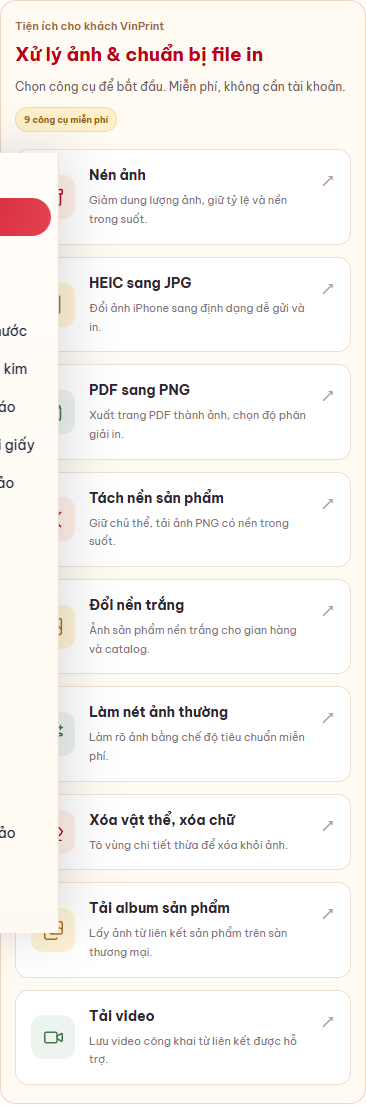 Tiện ích cho khách VinPrint
Xử lý ảnh & chuẩn bị file in
Chọn công cụ để bắt đầu. Miễn phí, không cần tài khoản.
9 công cụ miễn phí
Nén ảnh
Giảm dung lượng ảnh, giữ tỷ lệ và nền
trong suốt.
HEIC sang JPG
Đổi ảnh iPhone sang định dạng dễ gửi và
in.
kim
PDF sang PNG
Xuất trang PDF thành ảnh, chọn độ phân
giải in.
giấy
Tách nền sản phẩm
Giữ chủ thể, tải ảnh PNG có nền trong
suốt.
Đổi nền trắng
Ảnh sản phẩm nền trắng cho gian hàng
và catalog.
Làm nét ảnh thường
Làm rõ ảnh bằng chế độ tiêu chuẩn miễn
phí.
Xóa vật thể, xóa chữ
Tô vùng chi tiết thừa để xóa khỏi ảnh.
Tải album sản phẩm
Lấy ảnh từ liên kết sản phẩm trên sàn
thương mại.
Tải video
Lưu video công khai từ liên kết được hỗ
trợ.